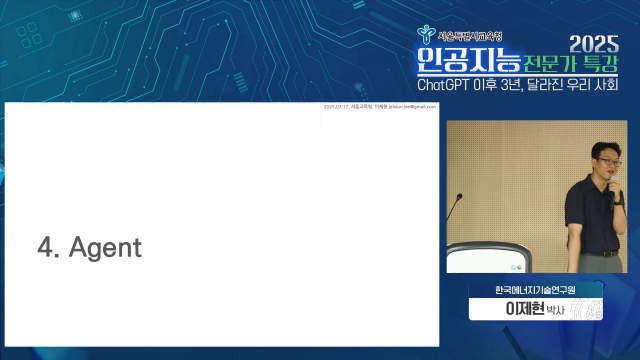 서울특별시교육청
2025
인공지능 전문가 특강
ChatGPT 이후 3년, 달라진 우리 사회
2025.07.17. 서울교육청, 이제현 jehyun.lee@gmail.com
4. Agent
한국에너지기술연구원
이제현 박사